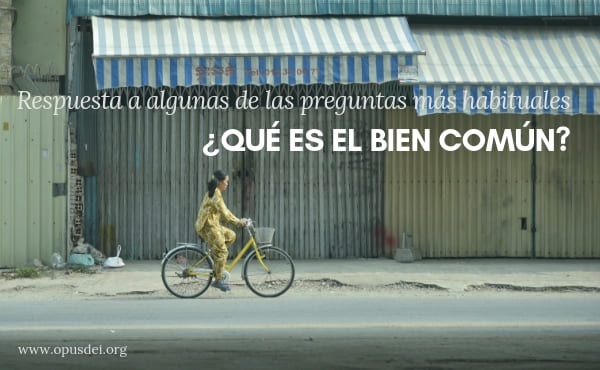 Respuesta a algunas de las preguntas más habituales
¿QUÉ ES EL BIEN COMÚN?
www.opusdei.org